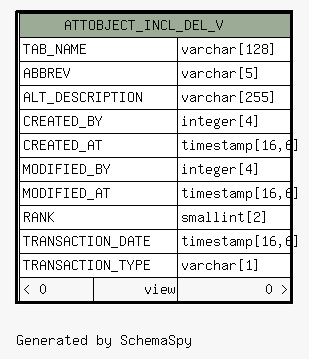 ATTOBJECT_INCL_DEL_V
TAB_NAME varchar[128]
ABBREV varchar[5]
ALT_DESCRIPTION varchar[255]
CREATED_BY integer[4]
CREATED_AT timestamp[16,6]
MODIFIED_BY integer[4]
MODIFIED_AT timestamp[16,6]
RANK smallint[2]
TRANSACTION_DATE timestamp[16,6]
TRANSACTION_TYPE varchar[1]
< 0 view 0 >
Generated by SchemaSpy